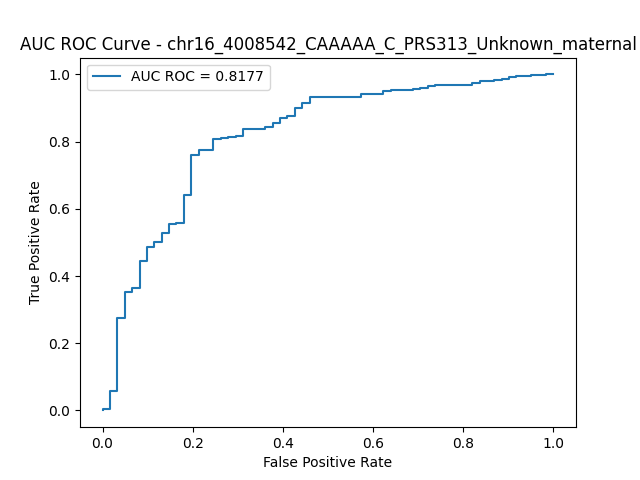 AUC ROC Curve - chr16_4008542_CAAAAA_C_PRS313_Unknown_maternal
AUC ROC = 0.8177
1.0
0.8
0.6
0.4
0.2
0.0
True Positive Rate
0.0 0.2 0.4 0.6 0.8 1.0
False Positive Rate